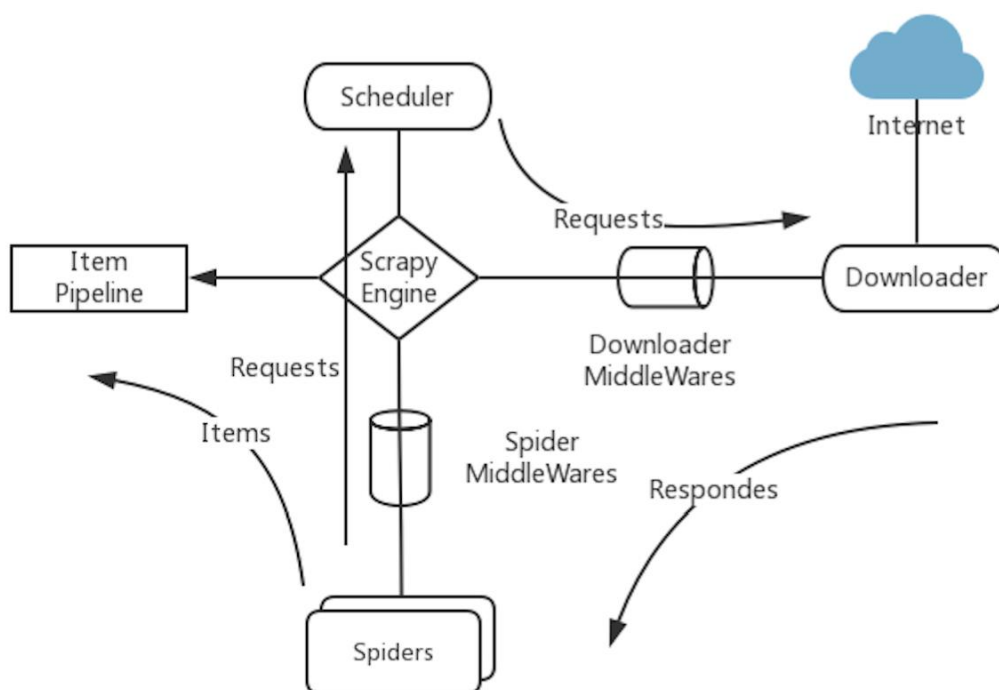 Scheduler
Internet
Requests
Item
Pipeline
Scrapy
Engine
Downloader
Downloader
MiddleWares
Requests
Items
Spider
MiddleWares
Respondes
Spiders